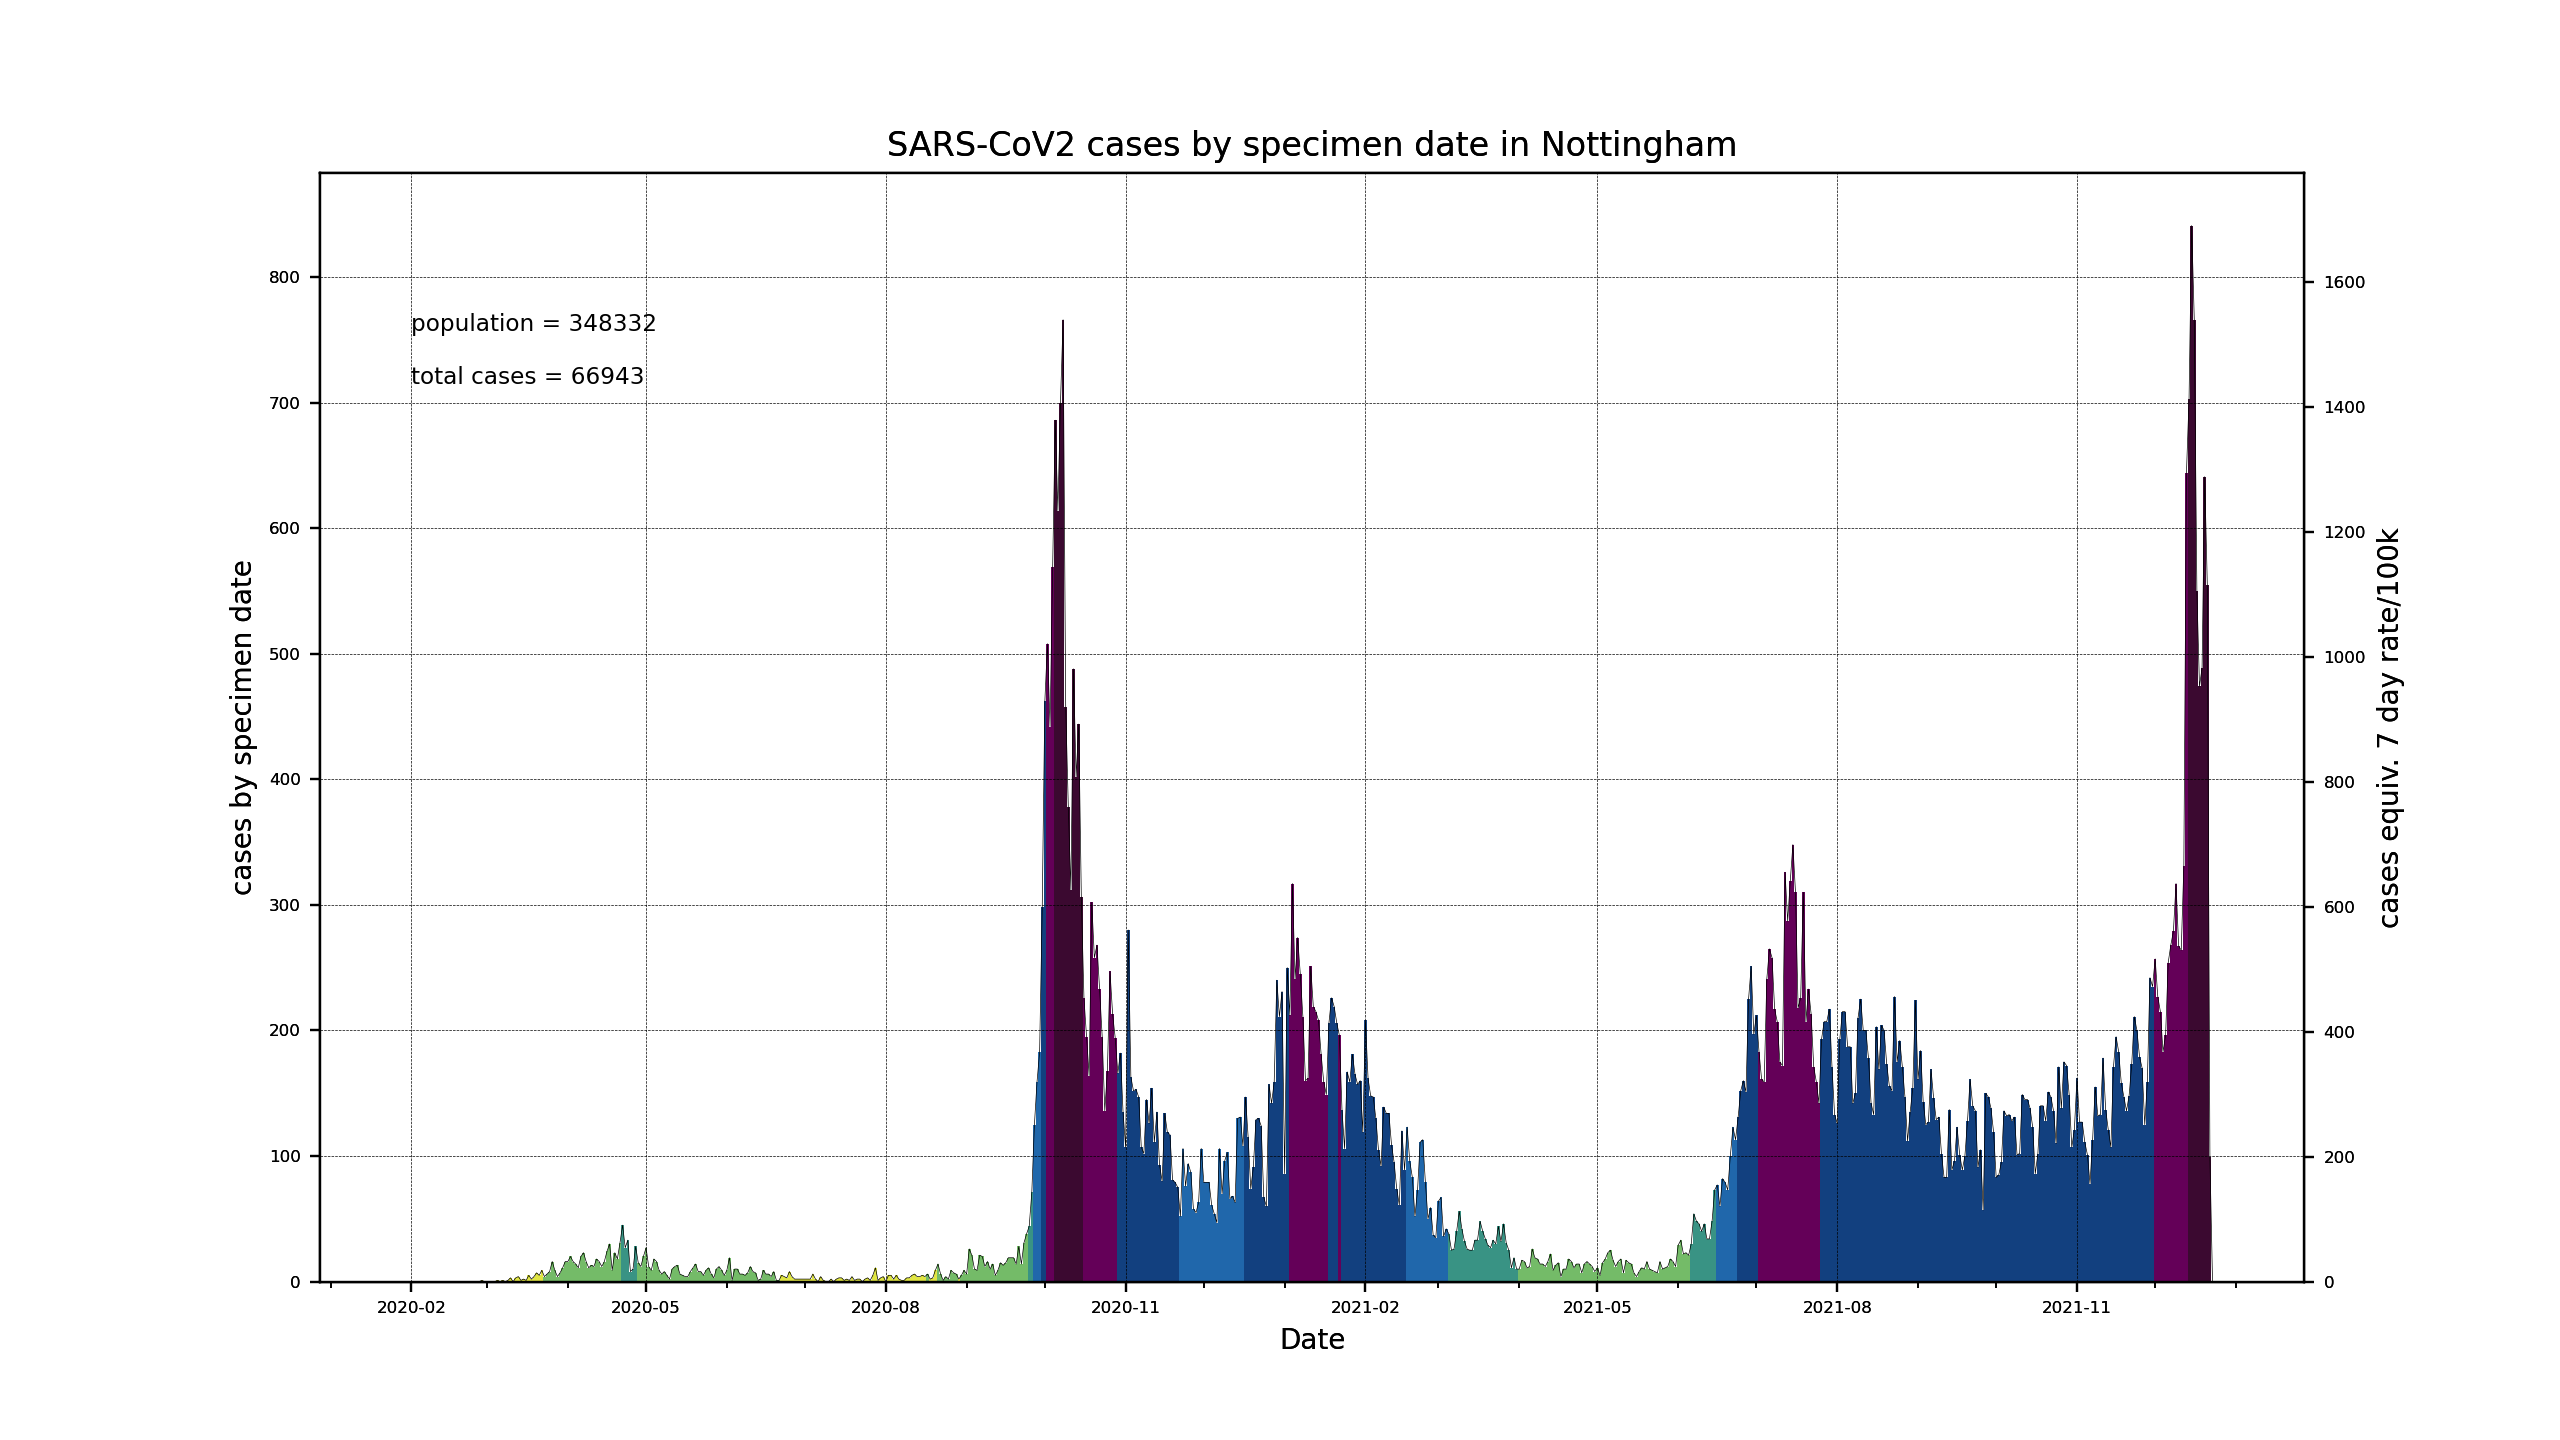 SARS-CoV2 cases by specimen date in Nottingham
population = 348332
total cases = 66943
cases by specimen date
800
700
600
500
400
300
200
100
0
1600
1400
1200
1000
800
600
400
200
0
cases equiv. 7 day rate/100k
2020-02 2020-05 2020-08 2020-11 2021-02 2021-05 2021-08 2021-11
Date